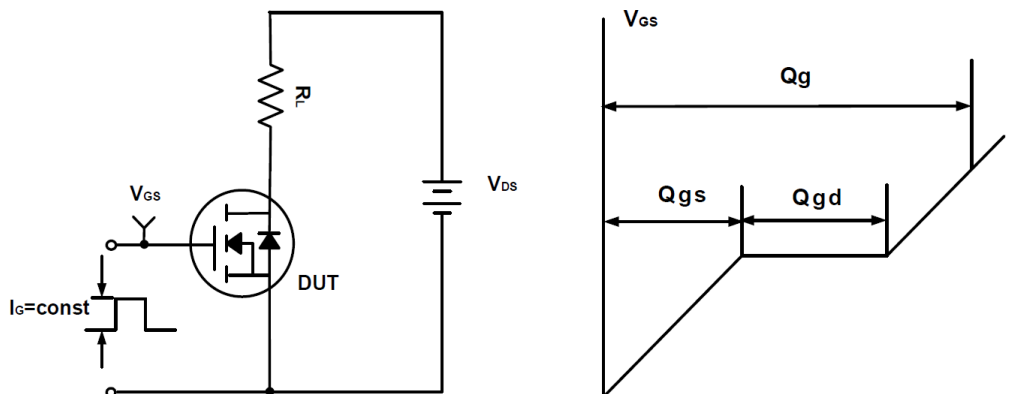 RL
VGS
VDS
DUT
IG=const
VGS
Qg
Qgs
Qgd